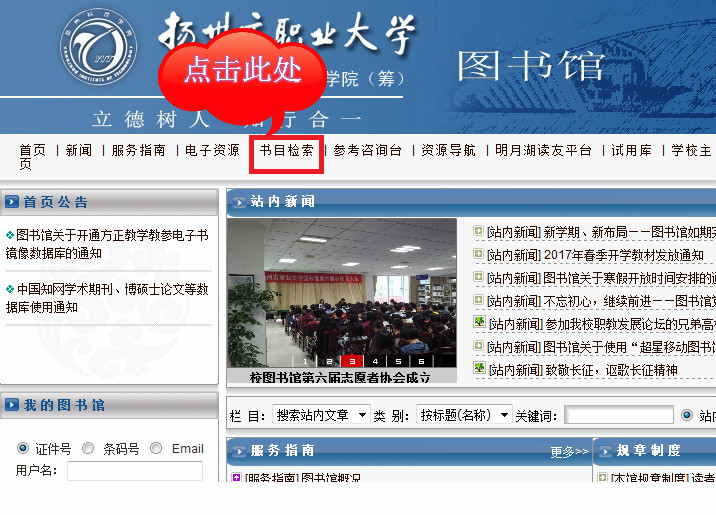 扬州市职业大学
图书馆
点击此处
学院（筹）
立德树人
行合一
首页 | 新闻 | 服务指南 | 电子资源 | 书目检索 | 参考咨询台 | 资源导航 | 明月湖读友平台 | 试用库 | 学校主
页
首页公告
图书馆关于开通方正教学教参电子书
镜像数据库的通知
中国知网学术期刊、博硕士论文等数
据库使用通知
站内新闻
1 2 3 4 5 6
校图书馆第六届志愿者协会成立
[站内新闻] 新学期、新布局——图书馆如期
[站内新闻] 2017年春季开学教材发放通知
[站内新闻] 图书馆关于寒假开放时间安排的
[站内新闻] 不忘初心，继续前进——图书馆
[站内新闻] 参加我校职教发展论坛的兄弟高
[站内新闻] 图书馆关于使用“超星移动图书
[站内新闻] 致敬长征，讴歌长征精神
我的图书馆
证件号 条码号 Email
用户名：
栏 目： 搜索站内文章 类 别： 按标题(名称) 关键词： 站
服务指南 更多>>
[服务指南] 图书馆概况
规章制度
[本馆规章制度] 读者